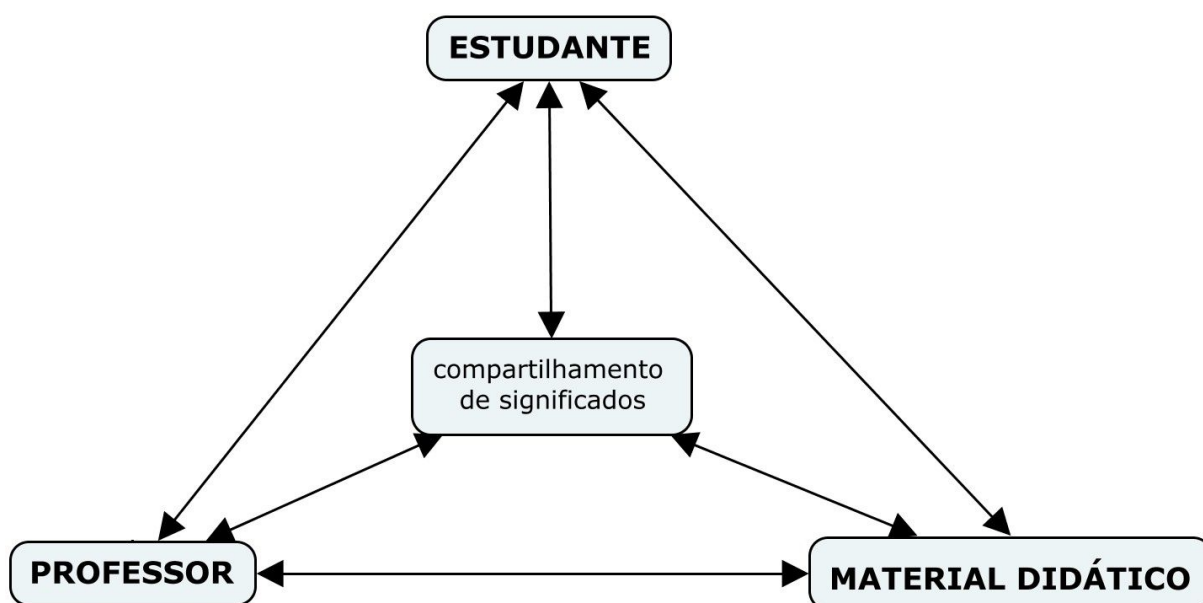 ESTUDANTE
compartilhamento
de significados
PROFESSOR
MATERIAL DIDÁTICO